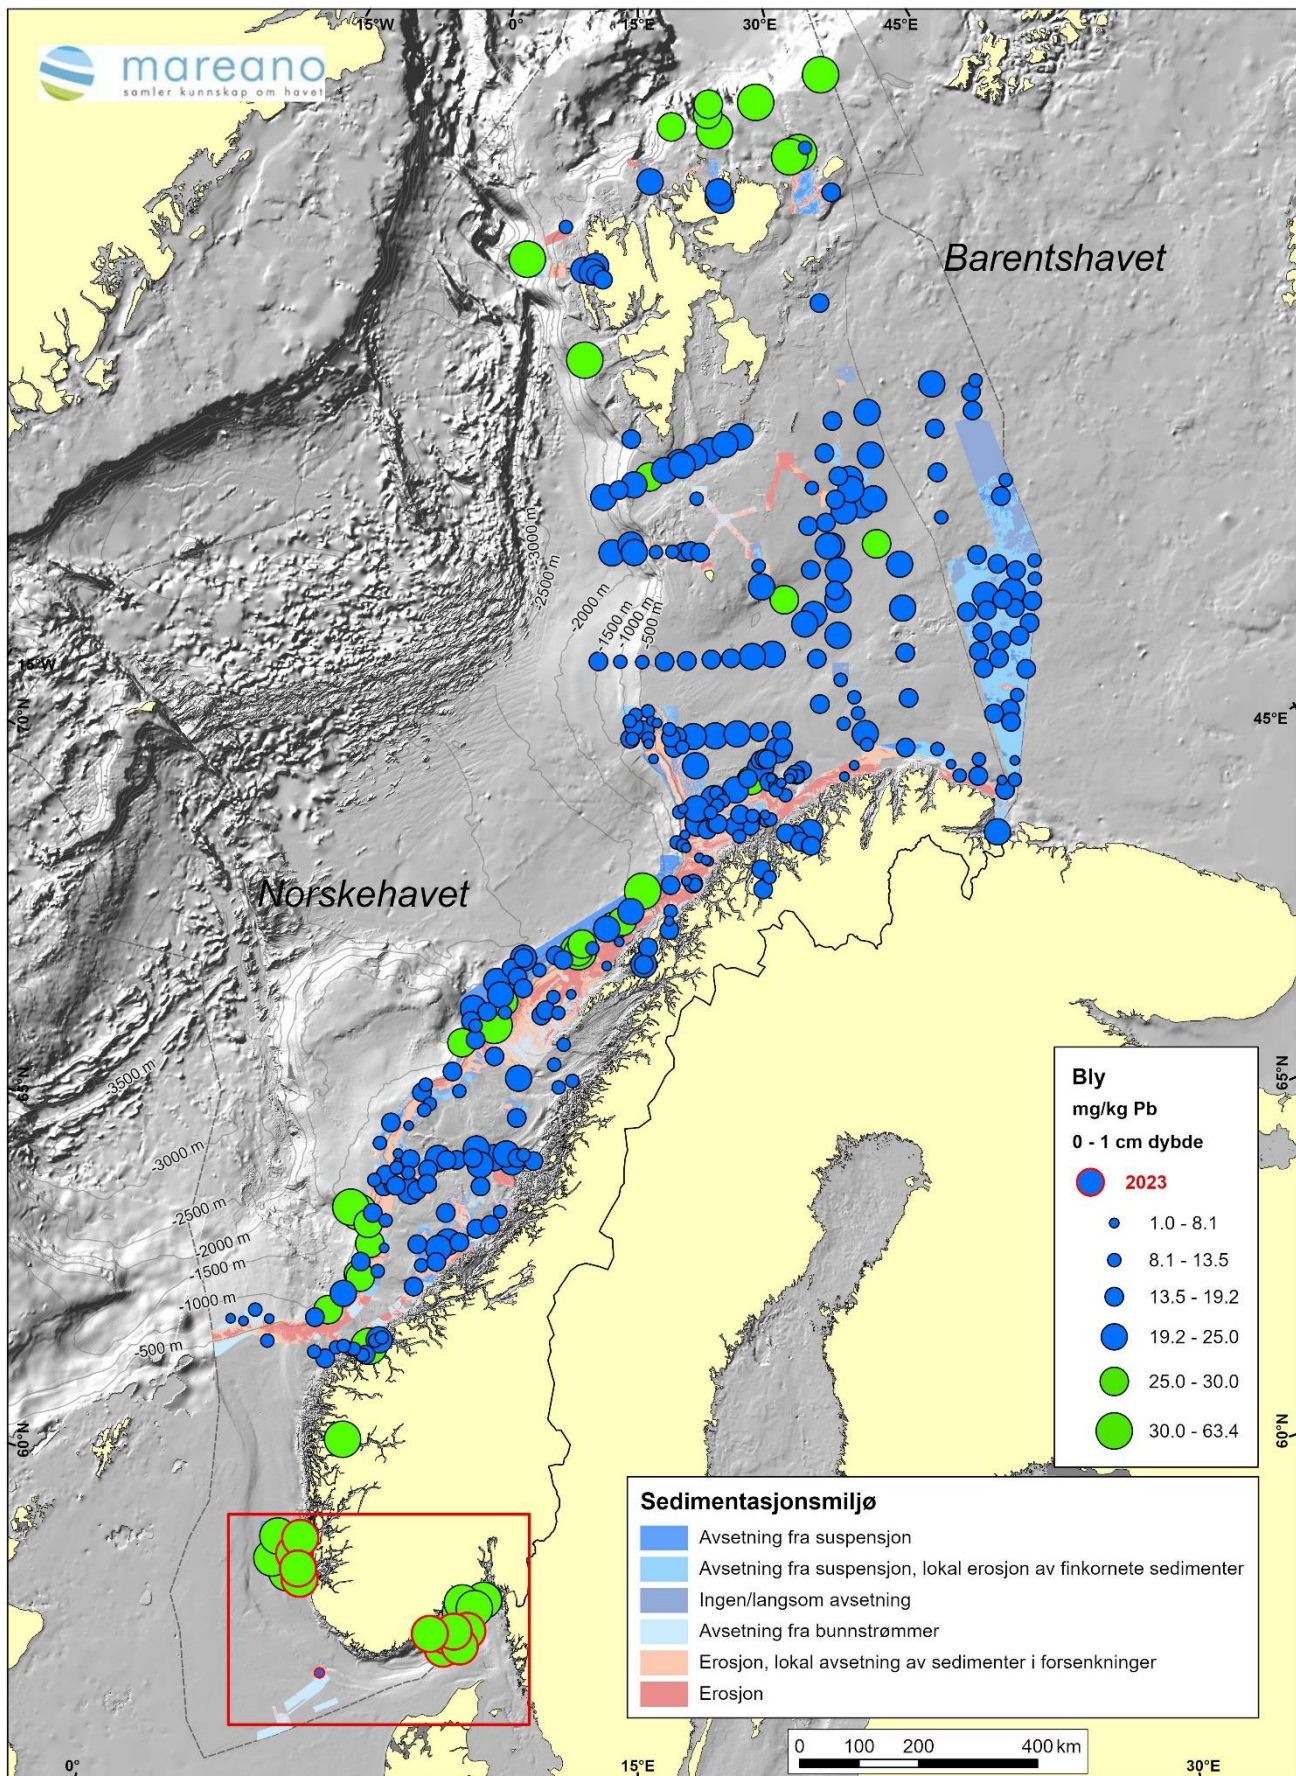 15°W 0° 15°E 30°E 45°E
mareano
samler kunnskap om havet
Barentshavet
-3000 m
-2500 m
-2000 m
-1500 m
-1000 m
-500 m
15°W
70°N
45°E
Norskehavet
-3500 m
65°N
65°N
-3000 m
-2500 m
-2000 m
-1500 m
-1000 m
-500 m
60°N
60°N
Bly
mg/kg Pb
0 - 1 cm dybde
2023
1.0 - 8.1
8.1 - 13.5
13.5 - 19.2
19.2 - 25.0
25.0 - 30.0
30.0 - 63.4
Sedimentasjonsmiljø
Avsetning fra suspensjon
Avsetning fra suspensjon, lokal erosjon av finkornete sedimenter
Ingen/langsom avsetning
Avsetning fra bunnstrømmer
Erosjon, lokal avsetning av sedimenter i forsenkninger
Erosjon
0 100 200 400 km
0° 15°E 30°E